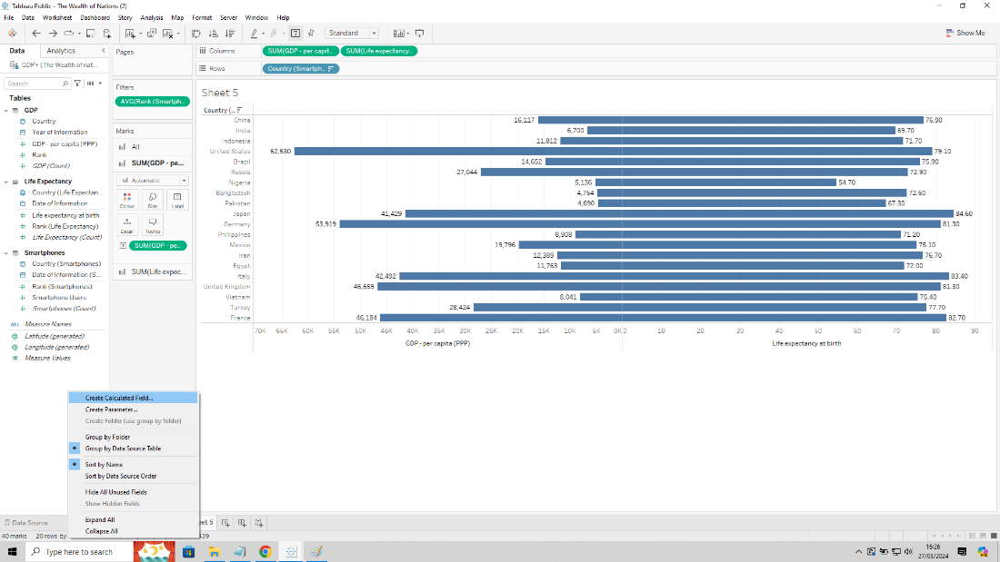 Tableau Public - The Wealth of Nations (2)
File Data Worksheet Dashboard Story Analysis Map Format Server Window Help
Standard
Show Me
Data Analytics
GDP+ (The Wealth of nat...
Search
Tables
GDP
Country
Year of Information
GDP - per capita (PPP)
Rank
GDP (Count)
Life Expectancy
Country (Life Expectan...
Date of Information
Life expectancy at birth
Rank (Life Expectancy)
Life Expectancy (Count)
Smartphones
Country (Smartphones)
Date of Information (S...
Rank (Smartphones)
Smartphone Users
Smartphones (Count)
Abc Measure Names
Latitude (generated)
Longitude (generated)
Measure Values
Pages
Filters
AVG(Rank (Smartph..
Marks
All
SUM(GDP - pe...
Automatic
Colour Size Label
Detail Tooltip
SUM(GDP - pe..
SUM(Life expec...
Columns SUM(GDP - per capit.. SUM(Life expectancy..
Rows Country (Smartph..
Sheet 5
Country (..
China 16,117 76.90
India 6,700 69.70
Indonesia 11,812 71.70
United States 62,530 79.10
Brazil 14,652 75.90
Russia 27,044 72.90
Nigeria 5,136 54.70
Bangladesh 4,754 72.60
Pakistan 4,690 67.30
Japan 41,429 84.60
Germany 53,919 81.30
Philippines 8,908 71.20
Mexico 19,796 75.10
Iran 12,389 76.70
Egypt 11,763 72.00
Italy 42,492 83.40
United Kingdom 46,659 81.30
Vietnam 8,041 75.40
Turkey 28,424 77.70
France 46,184 82.70
70K 65K 60K 55K 50K 45K 40K 35K 30K 25K 20K 15K 10K 5K 0K 0 10 20 30 40 50 60 70 80 90
GDP - per capita (PPP) Life expectancy at birth
Create Calculated Field...
Create Parameter...
Create Folder (use group by folder)
Group by Folder
Group by Data Source Table
Sort by Name
Sort by Data Source Order
Hide All Unused Fields
Show Hidden Fields
Expand All
Collapse All
Data Source eet 5
40 marks 20 rows by
Type here to search
16:26
27/03/2024